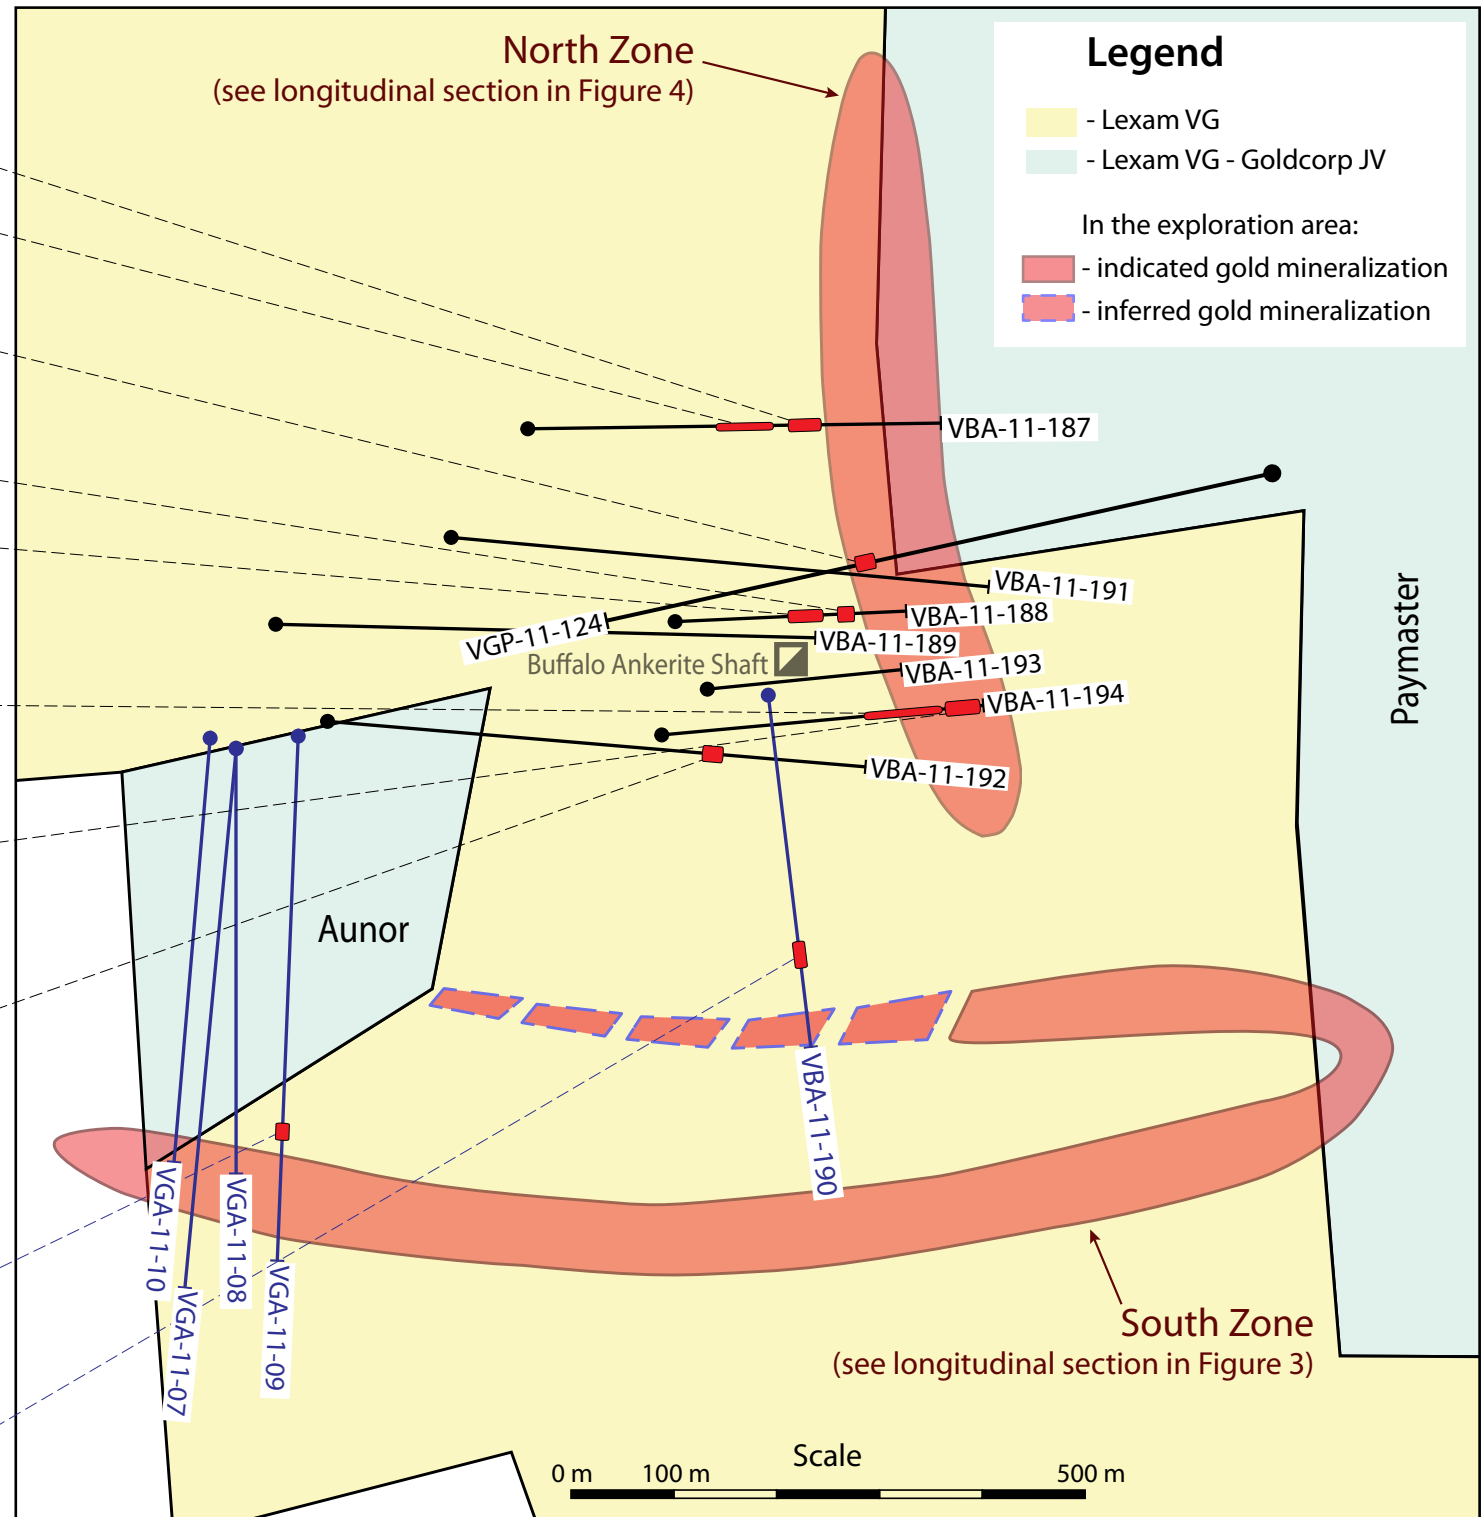 North Zone
(see longitudinal section in Figure 4)
Legend
- Lexam VG
- Lexam VG - Goldcorp JV
In the exploration area:
- indicated gold mineralization
- inferred gold mineralization
VBA-11-187
VBA-11-191
VBA-11-188
VGP-11-124
VBA-11-189
Buffalo Ankerite Shaft
VBA-11-193
VBA-11-194
VBA-11-192
Paymaster
Aunor
VBA-11-190
VGA-11-10
VGA-11-08
VGA-11-07
VGA-11-09
South Zone
(see longitudinal section in Figure 3)
Scale
0 m 100 m 500 m